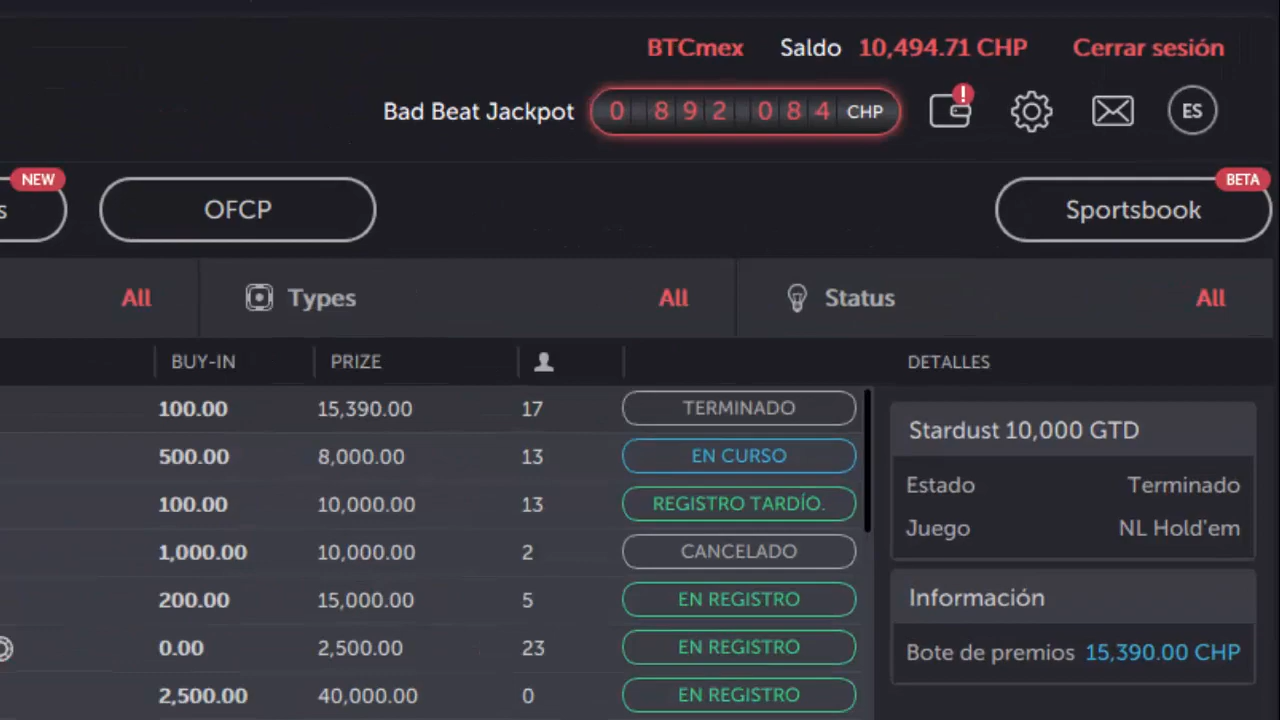 BTCmex Saldo 10,494.71 CHP Cerrar sesión
Bad Beat Jackpot 0 892 084 CHP ! ES
NEW
BETA
s OFCP Sportsbook
All Types All Status All
BUY-IN PRIZE DETALLES
100.00 15,390.00 17 TERMINADO
Stardust 10,000 GTD
500.00 8,000.00 13 EN CURSO
Estado Terminado
100.00 10,000.00 13 REGISTRO TARDÍO.
Juego NL Hold'em
1,000.00 10,000.00 2 CANCELADO
Información
200.00 15,000.00 5 EN REGISTRO
0.00 2,500.00 23 EN REGISTRO
Bote de premios 15,390.00 CHP
2,500.00 40,000.00 0 EN REGISTRO